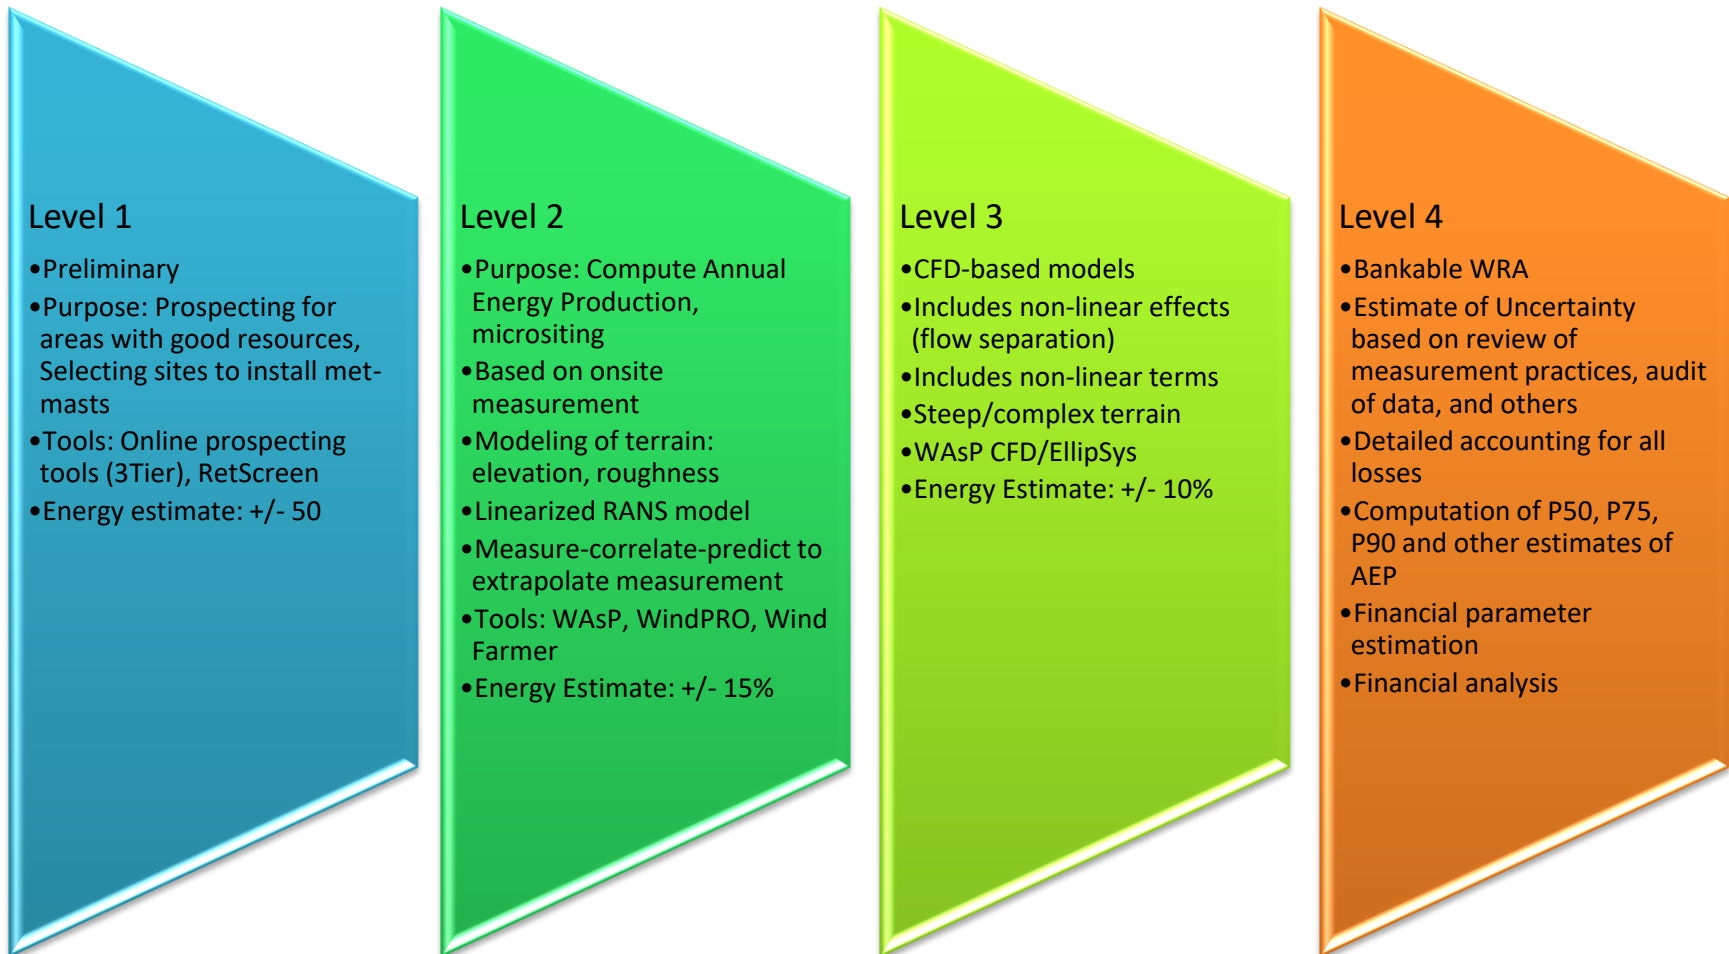 Level 1
•Preliminary
•Purpose: Prospecting for
areas with good resources,
Selecting sites to install met-
masts
•Tools: Online prospecting
tools (3Tier), RetScreen
•Energy estimate: +/- 50
Level 2
•Purpose: Compute Annual
Energy Production,
micrositing
•Based on onsite
measurement
•Modeling of terrain:
elevation, roughness
•Linearized RANS model
•Measure-correlate-predict to
extrapolate measurement
•Tools: WAsP, WindPRO, Wind
Farmer
•Energy Estimate: +/- 15%
Level 3
•CFD-based models
•Includes non-linear effects
(flow separation)
•Includes non-linear terms
•Steep/complex terrain
•WAsP CFD/EllipSys
•Energy Estimate: +/- 10%
Level 4
•Bankable WRA
•Estimate of Uncertainty
based on review of
measurement practices, audit
of data, and others
•Detailed accounting for all
losses
•Computation of P50, P75,
P90 and other estimates of
AEP
•Financial parameter
estimation
•Financial analysis